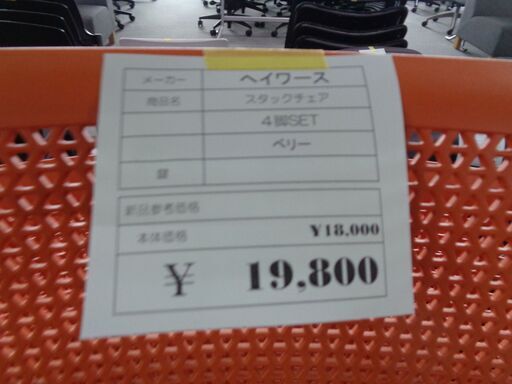 メーカー ヘイワース
商品名 スタックチェア
4脚SET
ベリー
鍵
新品参考価格
本体価格 ¥18,000
¥ 19,800